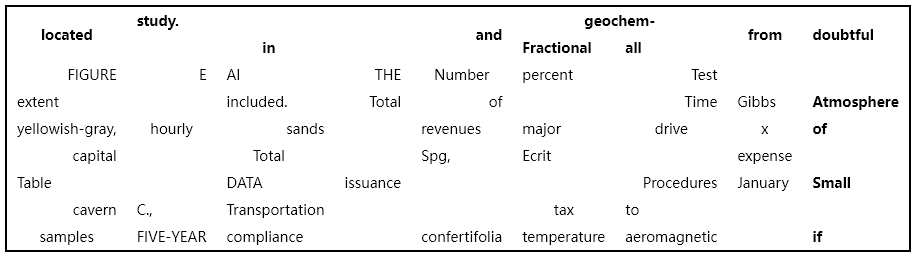 study. geochem-
located and from doubtful
in Fractional all
FIGURE E AI THE Number percent Test
extent included. Total of Time Gibbs Atmosphere
yellowish-gray, hourly sands revenues major drive x of
capital Total Spg, Ecrit expense
Table DATA issuance Procedures January Small
cavern C., Transportation tax to
samples FIVE-YEAR compliance confertifolia temperature aeromagnetic if